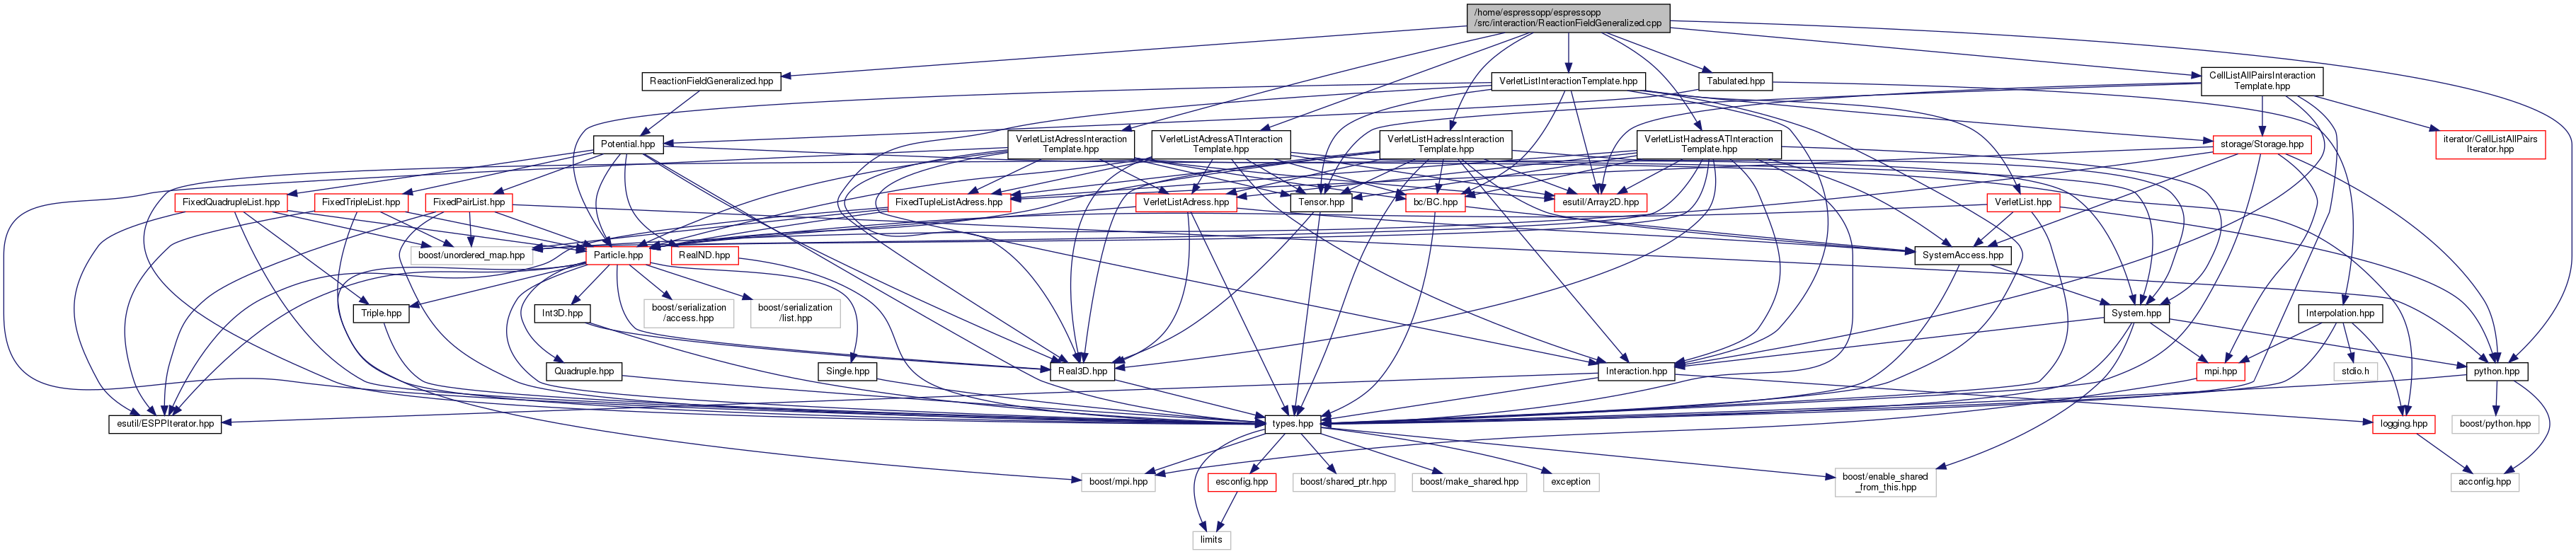 /home/espressopp/espressopp
/src/interaction/ReactionFieldGeneralized.cpp
ReactionFieldGeneralized.hpp
VerletListInteractionTemplate.hpp
Tabulated.hpp
CellListAllPairsInteraction
Template.hpp
Potential.hpp
VerletListAdressInteraction
Template.hpp
VerletListAdressATInteraction
Template.hpp
VerletListHadressInteraction
Template.hpp
VerletListHadressATInteraction
Template.hpp
storage/Storage.hpp
iterator/CellListAllPairs
Iterator.hpp
FixedQuadrupleList.hpp
FixedTripleList.hpp
FixedPairList.hpp
FixedTupleListAdress.hpp
VerletListAdress.hpp
Tensor.hpp
bc/BC.hpp
esutil/Array2D.hpp
VerletList.hpp
boost/unordered_map.hpp
Particle.hpp
RealND.hpp
SystemAccess.hpp
Triple.hpp
Int3D.hpp
boost/serialization
/access.hpp
boost/serialization
/list.hpp
System.hpp
Interpolation.hpp
Quadruple.hpp
Single.hpp
Real3D.hpp
Interaction.hpp
mpi.hpp
stdio.h
python.hpp
esutil/ESPPIterator.hpp
types.hpp
logging.hpp
boost/python.hpp
boost/mpi.hpp
esconfig.hpp
boost/shared_ptr.hpp
boost/make_shared.hpp
exception
boost/enable_shared
_from_this.hpp
acconfig.hpp
limits